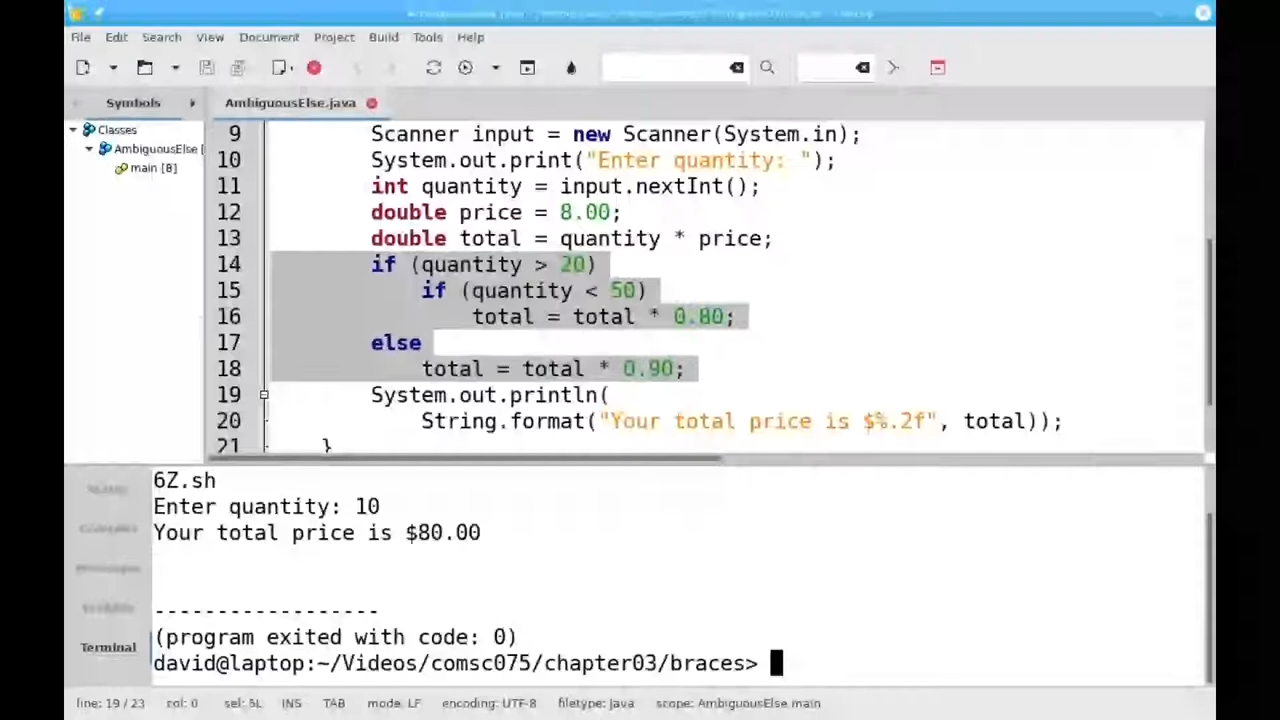 File Edit Search View Document Project Build Tools Help
Symbols AmbiguousElse.java
Classes
AmbiguousElse [
main [8]
9 Scanner input = new Scanner(System.in);
10 System.out.print("Enter quantity: ");
11 int quantity = input.nextInt();
12 double price = 8.00;
13 double total = quantity * price;
14 if (quantity > 20)
15 if (quantity < 50)
16 total = total * 0.80;
17 else
18 total = total * 0.90;
19 System.out.println(
20 String.format("Your total price is $%.2f", total));
21 }
6Z.sh
Enter quantity: 10
Your total price is $80.00
------------------
(program exited with code: 0)
Terminal
david@laptop:~/Videos/comsc075/chapter03/braces>
line: 19 / 23 col: 0 sel: 5L INS TAB mode: LF encoding: UTF-8 filetype: Java scope: AmbiguousElse main